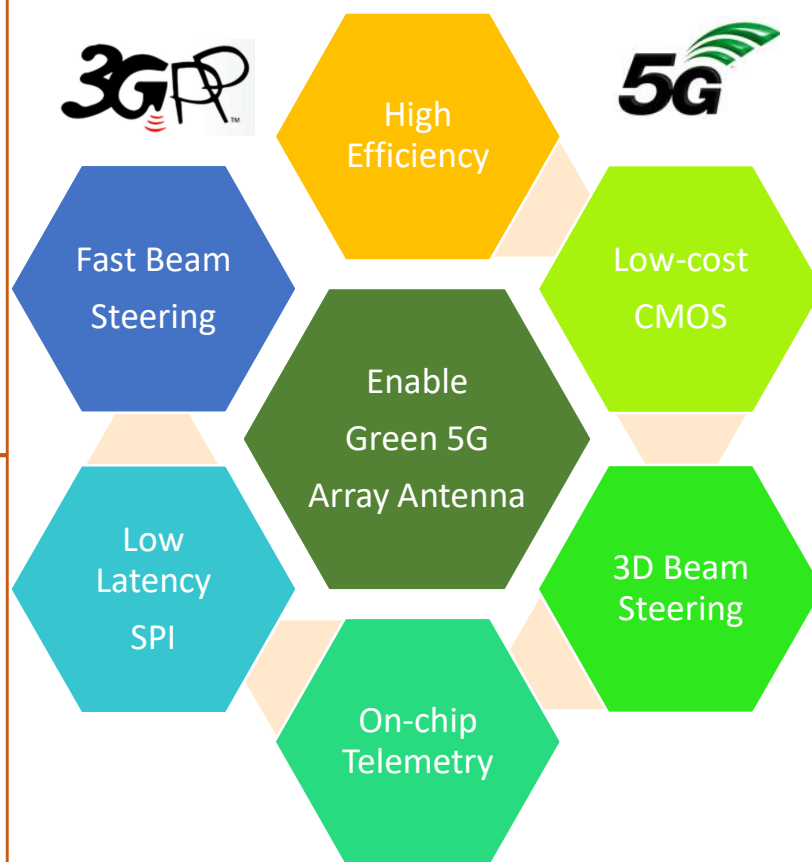 3GPP
TM
5G
High
Efficiency
Fast Beam
Steering
Low-cost
CMOS
Enable
Green 5G
Array Antenna
Low
Latency
SPI
3D Beam
Steering
On-chip
Telemetry